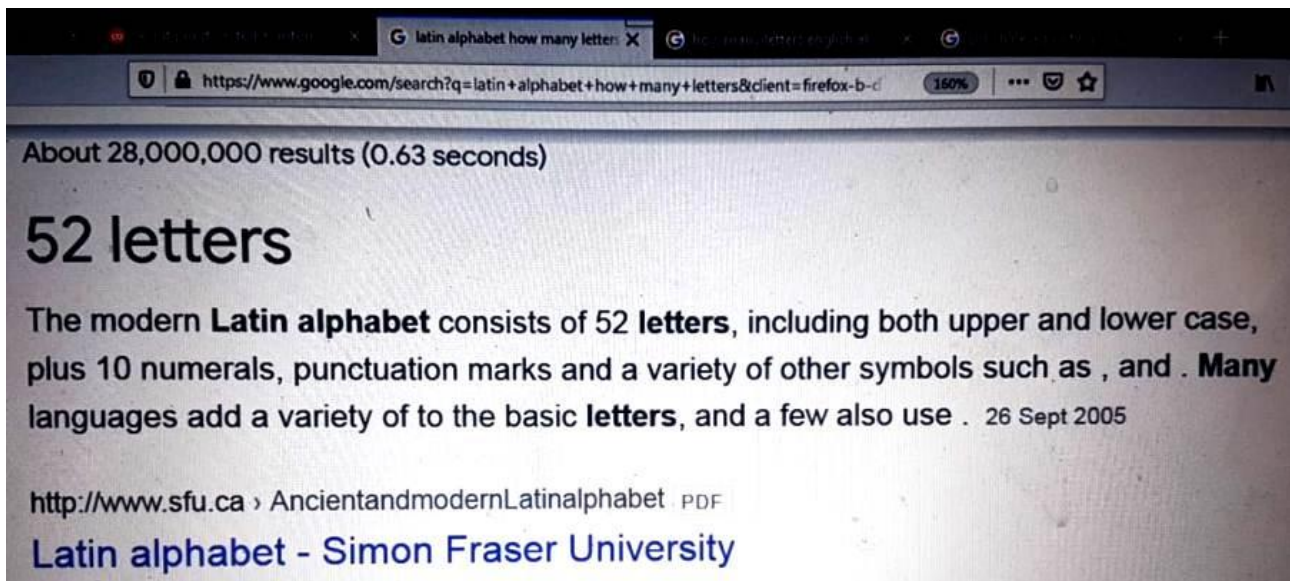 G latin alphabet how many letters X
https://www.google.com/search?q=latin+alphabet+how+many+letters&client=firefox-b-d 160%
About 28,000,000 results (0.63 seconds)
52 letters
The modern Latin alphabet consists of 52 letters, including both upper and lower case,
plus 10 numerals, punctuation marks and a variety of other symbols such as , and . Many
languages add a variety of to the basic letters, and a few also use . 26 Sept 2005
http://www.sfu.ca › AncientandmodernLatinalphabet PDF
Latin alphabet - Simon Fraser University